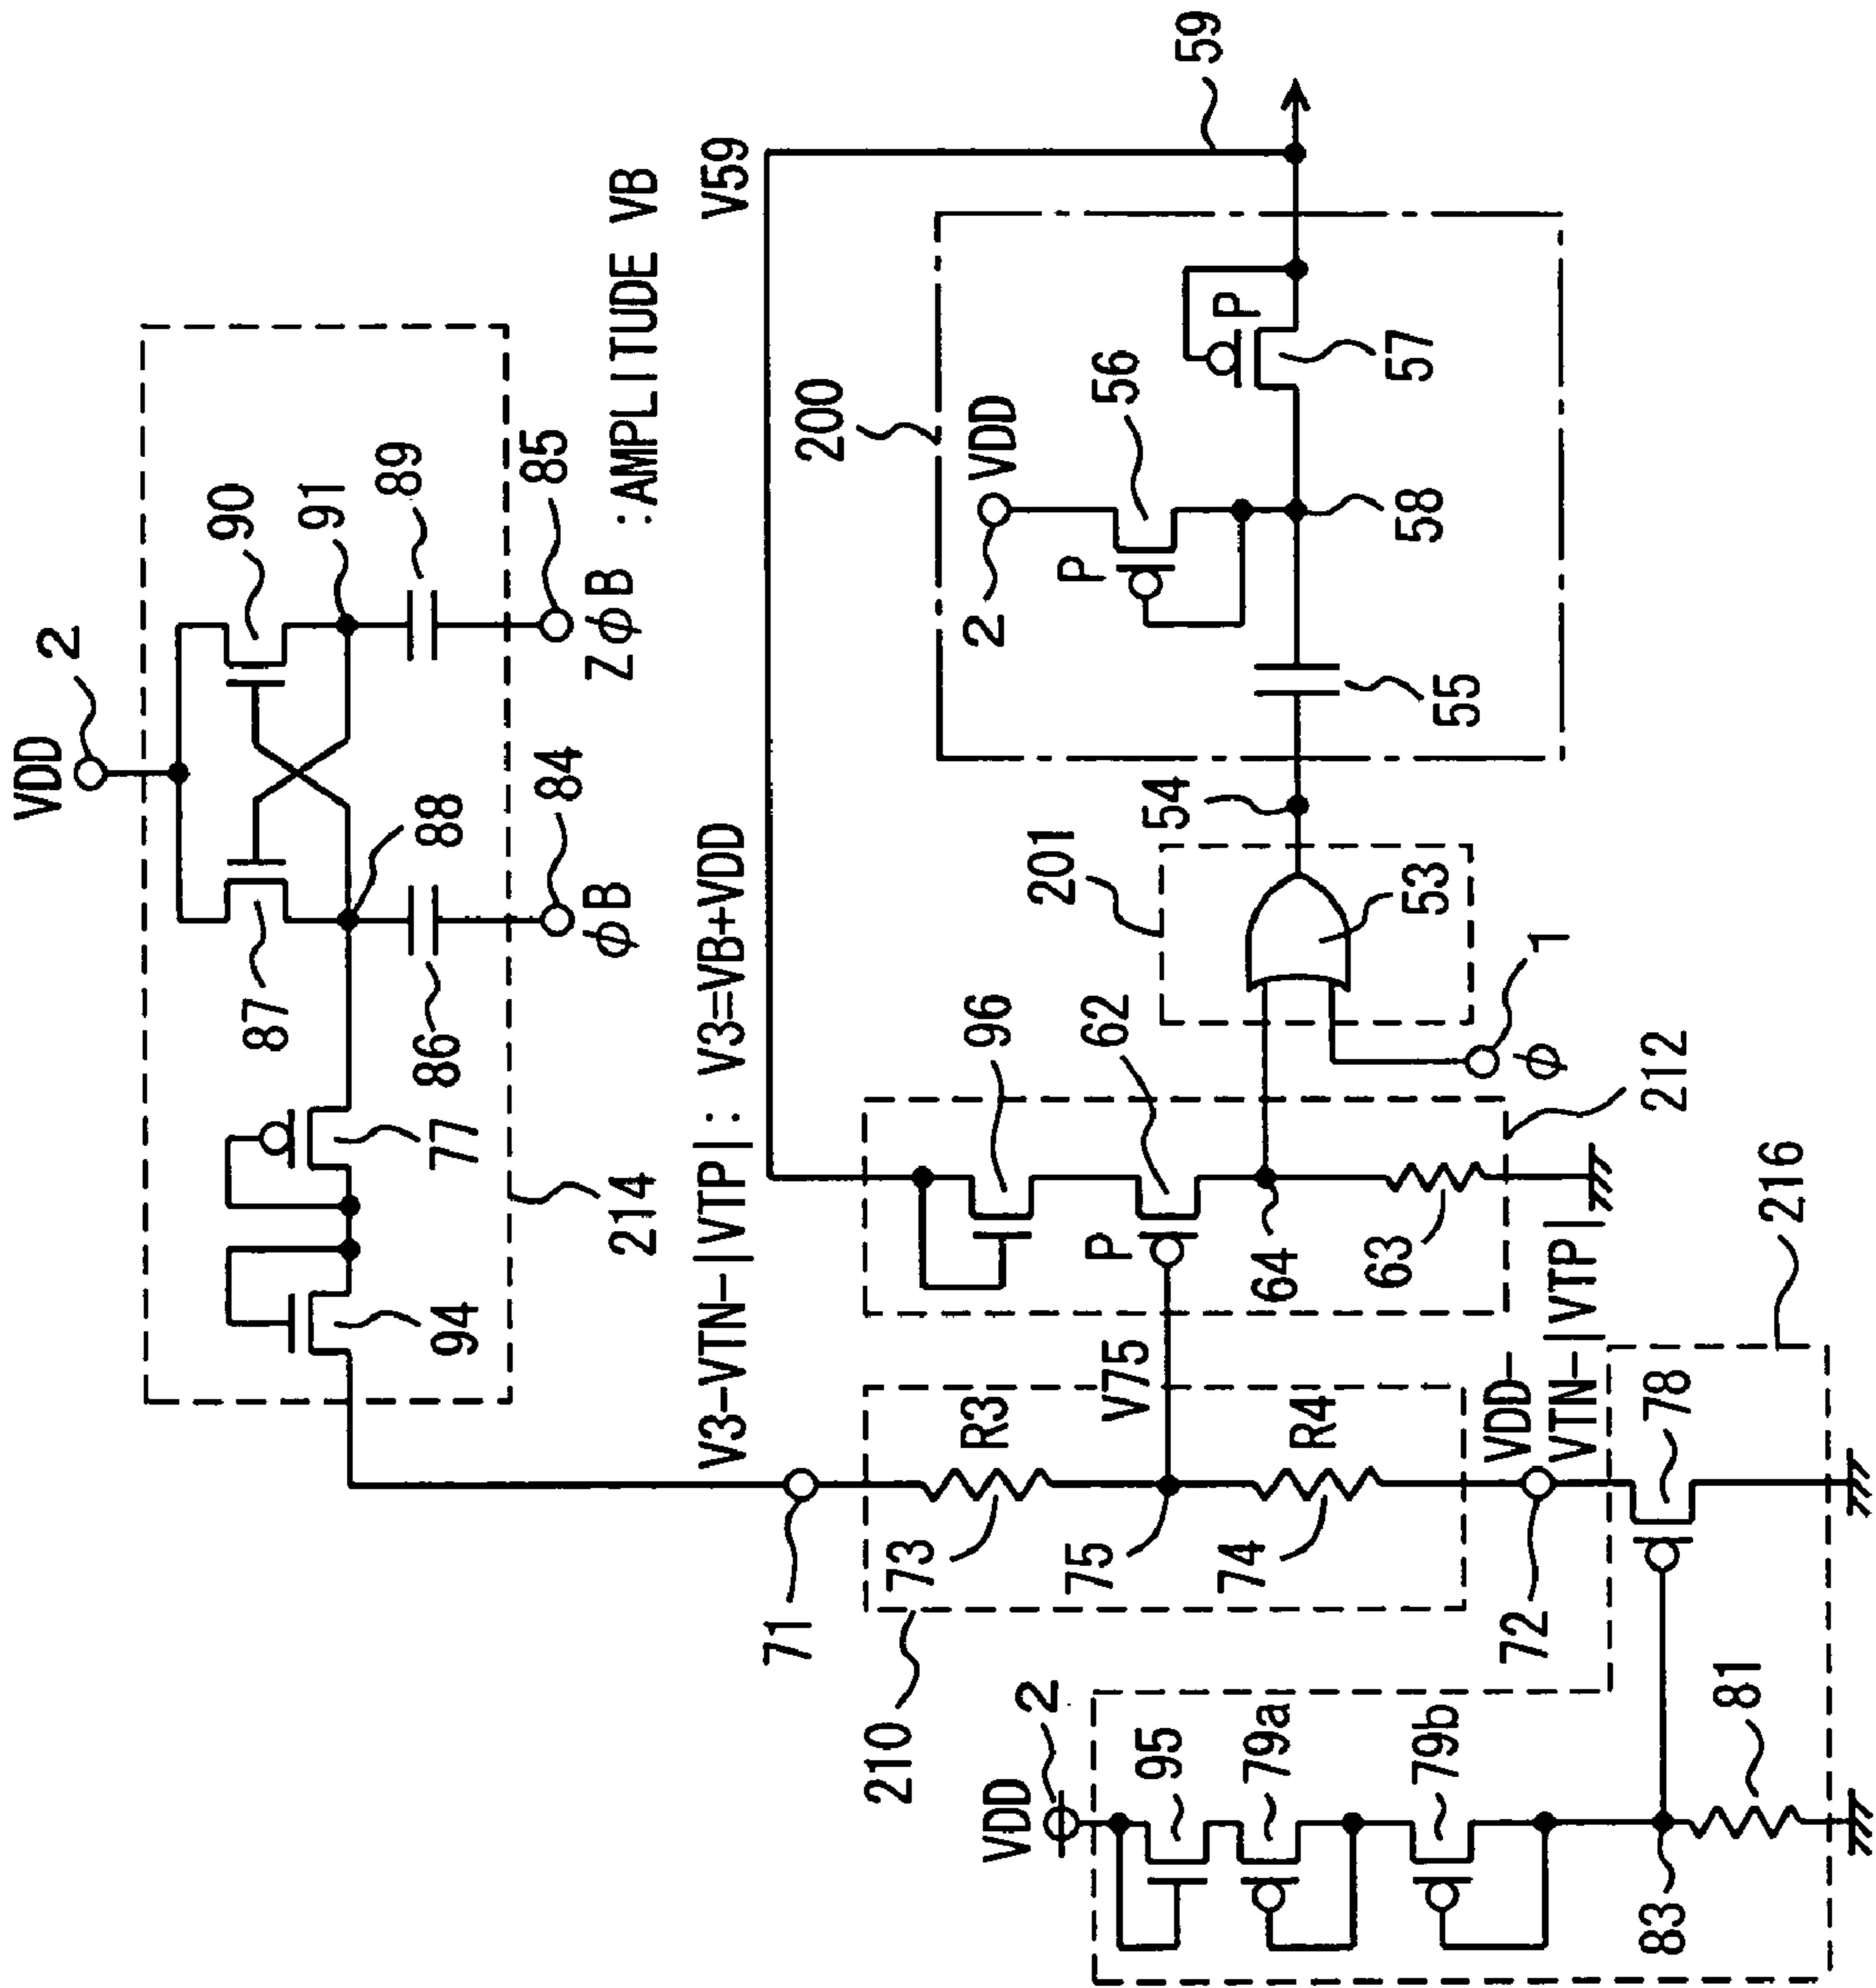 VDD
2
90
91
89
85
ZφB
:AMPLITUDE VB
87
88
86
84
φB
77
94
214
V3-VTN-|VTP|: V3=VB+VDD
V59
59
200
VDD
2
56
P
P
57
58
55
54
201
53
1
φ
96
62
P
64
63
212
71
R3
73
V75
75
R4
74
210
72
VDD-
VTN-|VTP|
78
216
VDD
2
95
79a
79b
83
81